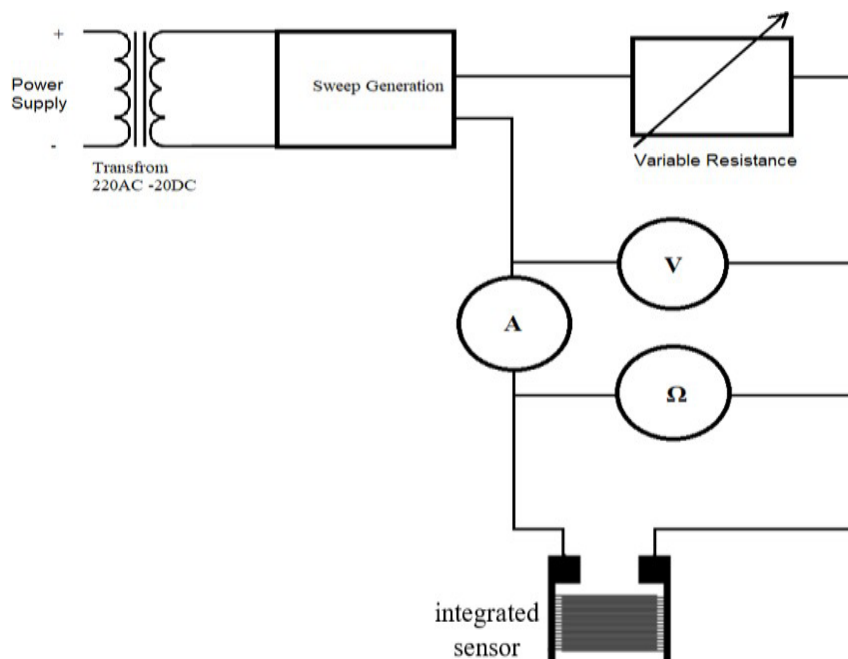 +
Power
Supply
-
Transfrom
220AC -20DC
Sweep Generation
Variable Resistance
V
A
Ω
integrated
sensor